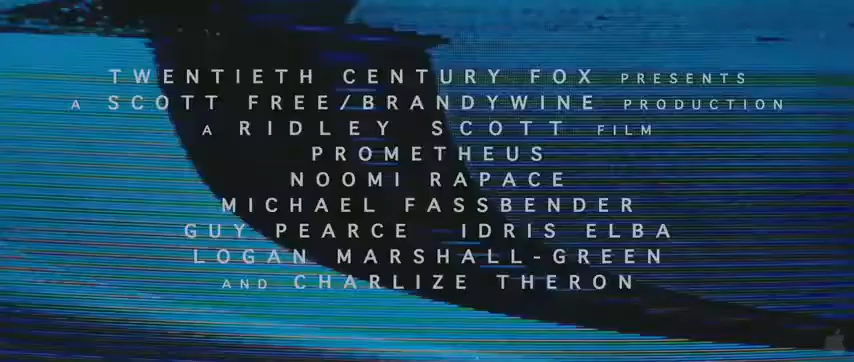 TWENTIETH CENTURY FOX PRESENTS
A SCOTT FREE/BRANDYWINE PRODUCTION
A RIDLEY SCOTT FILM
PROMETHEUS
NOOMI RAPACE
MICHAEL FASSBENDER
GUY PEARCE IDRIS ELBA
LOGAN MARSHALL-GREEN
AND CHARLIZE THERON